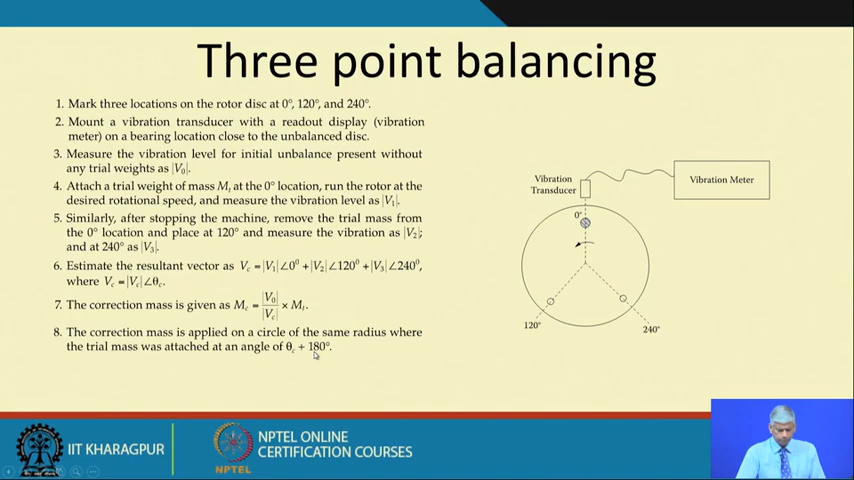 Three point balancing
1. Mark three locations on the rotor disc at 0°, 120°, and 240°.
2. Mount a vibration transducer with a readout display (vibration
meter) on a bearing location close to the unbalanced disc.
3. Measure the vibration level for initial unbalance present without
any trial weights as |V₀|.
4. Attach a trial weight of mass Mₜ at the 0° location, run the rotor at the
desired rotational speed, and measure the vibration level as |V₁|.
5. Similarly, after stopping the machine, remove the trial mass from
the 0° location and place at 120° and measure the vibration as |V₂|;
and at 240° as |V₃|.
6. Estimate the resultant vector as V_c = |V₁|∠0⁰ + |V₂|∠120⁰ + |V₃|∠240⁰,
where V_c = |V_c|∠θ_c.
7. The correction mass is given as M_c = |V₀|/|V_c| × Mₜ.
8. The correction mass is applied on a circle of the same radius where
the trial mass was attached at an angle of θ_c + 180°.
Vibration
Transducer
Vibration Meter
0°
120°
240°
IIT KHARAGPUR
NPTEL
NPTEL ONLINE
CERTIFICATION COURSES